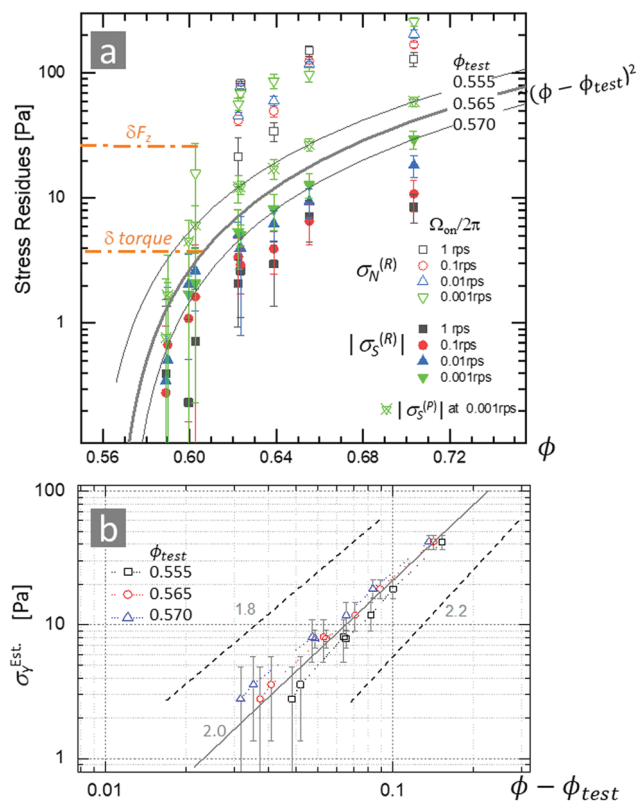 a
100
10
1
Stress Residues [Pa]
δF_z
δ torque
ϕ_test
0.555
0.565
0.570
~(ϕ − ϕ_test)²
Ω_on/2π
σ_N^(R)
1 rps
0.1rps
0.01rps
0.001rps
|σ_S^(R)|
1 rps
0.1rps
0.01rps
0.001rps
|σ_S^(P)| at 0.001rps
0.56
0.60
0.64
0.68
0.72
ϕ
b
100
10
1
σ_Y^Est. [Pa]
ϕ_test
0.555
0.565
0.570
1.8
2.0
2.2
0.01
0.1
ϕ − ϕ_test